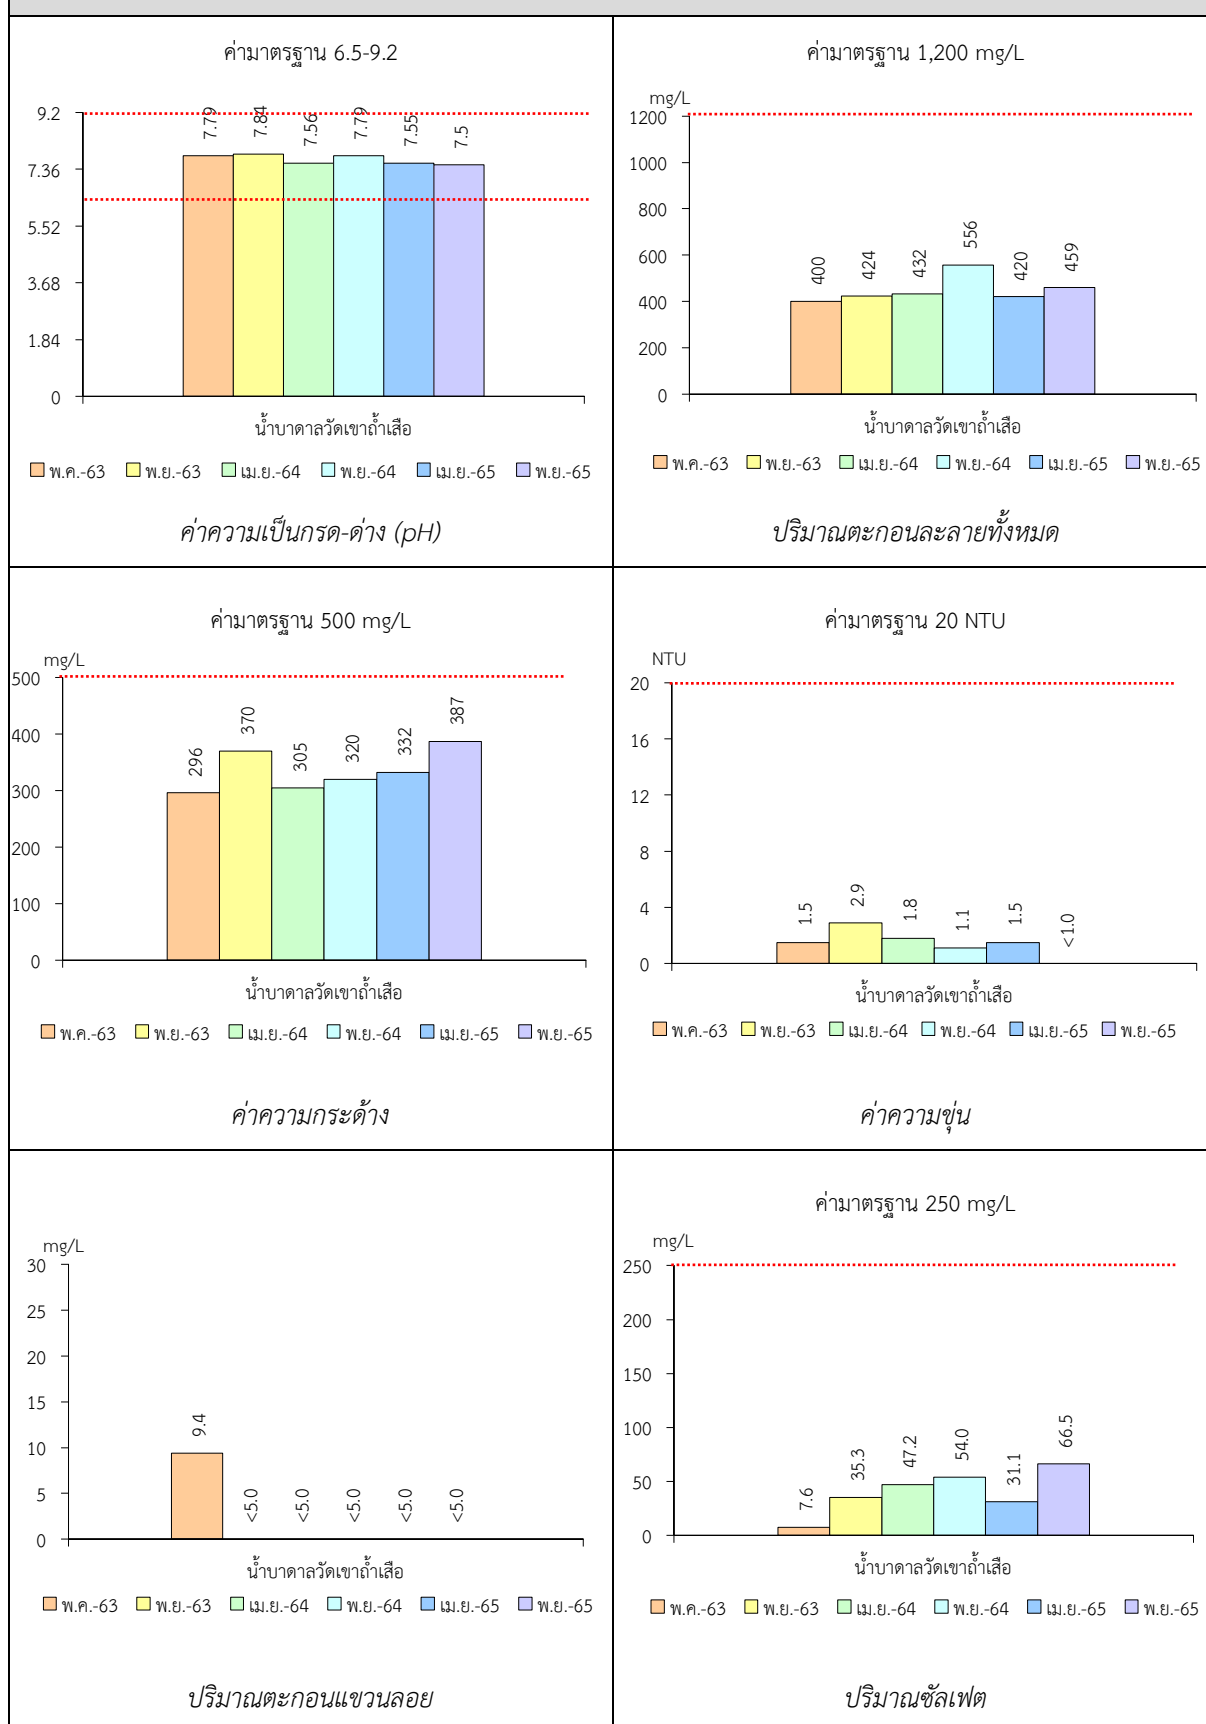 ค่ามาตรฐาน 6.5-9.2
9.2
7.36
5.52
3.68
1.84
0
7.79
7.84
7.56
7.79
7.55
7.5
น้ำบาดาลวัดเขาถ้ำเสือ
พ.ค.-63 พ.ย.-63 เม.ย.-64 พ.ย.-64 เม.ย.-65 พ.ย.-65
ค่าความเป็นกรด-ด่าง (pH)
ค่ามาตรฐาน 1,200 mg/L
mg/L
1200
1000
800
600
400
200
0
400
424
432
556
420
459
น้ำบาดาลวัดเขาถ้ำเสือ
พ.ค.-63 พ.ย.-63 เม.ย.-64 พ.ย.-64 เม.ย.-65 พ.ย.-65
ปริมาณตะกอนละลายทั้งหมด
ค่ามาตรฐาน 500 mg/L
mg/L
500
400
300
200
100
0
296
370
305
320
332
387
น้ำบาดาลวัดเขาถ้ำเสือ
พ.ค.-63 พ.ย.-63 เม.ย.-64 พ.ย.-64 เม.ย.-65 พ.ย.-65
ค่าความกระด้าง
ค่ามาตรฐาน 20 NTU
NTU
20
16
12
8
4
0
1.5
2.9
1.8
1.1
1.5
<1.0
น้ำบาดาลวัดเขาถ้ำเสือ
พ.ค.-63 พ.ย.-63 เม.ย.-64 พ.ย.-64 เม.ย.-65 พ.ย.-65
ค่าความขุ่น
mg/L
30
25
20
15
10
5
0
9.4
<5.0
<5.0
<5.0
<5.0
<5.0
น้ำบาดาลวัดเขาถ้ำเสือ
พ.ค.-63 พ.ย.-63 เม.ย.-64 พ.ย.-64 เม.ย.-65 พ.ย.-65
ปริมาณตะกอนแขวนลอย
ค่ามาตรฐาน 250 mg/L
mg/L
250
200
150
100
50
0
7.6
35.3
47.2
54.0
31.1
66.5
น้ำบาดาลวัดเขาถ้ำเสือ
พ.ค.-63 พ.ย.-63 เม.ย.-64 พ.ย.-64 เม.ย.-65 พ.ย.-65
ปริมาณซัลเฟต